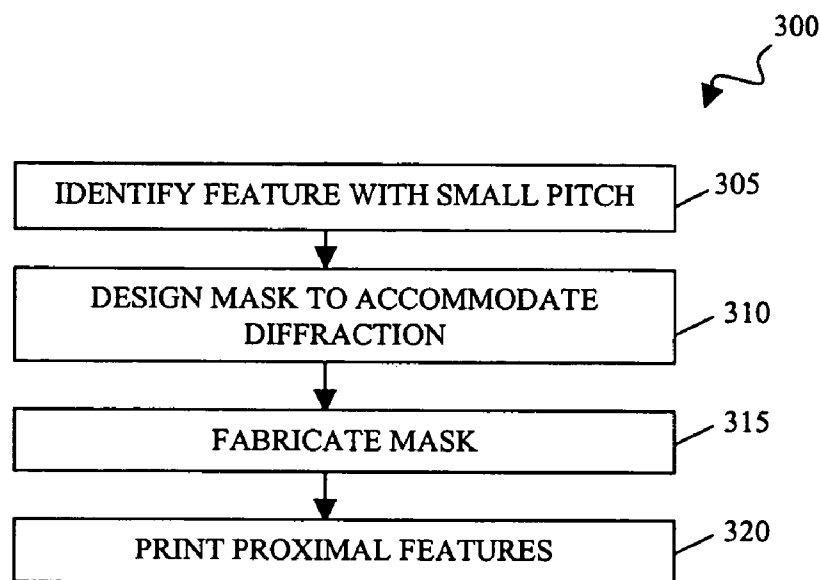 300
IDENTIFY FEATURE WITH SMALL PITCH
305
DESIGN MASK TO ACCOMMODATE
DIFFRACTION
310
FABRICATE MASK
315
PRINT PROXIMAL FEATURES
320